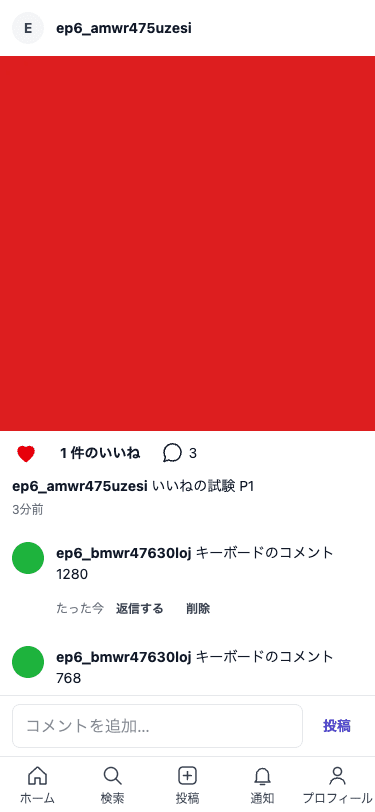 E ep6_amwr475uzesi
1 件のいいね 3
ep6_amwr475uzesi いいねの試験 P1
3分前
ep6_bmwr47630loj キーボードのコメント
1280
たった今 返信する 削除
ep6_bmwr47630loj キーボードのコメント
768
コメントを追加... 投稿
ホーム 検索 投稿 通知 プロフィール